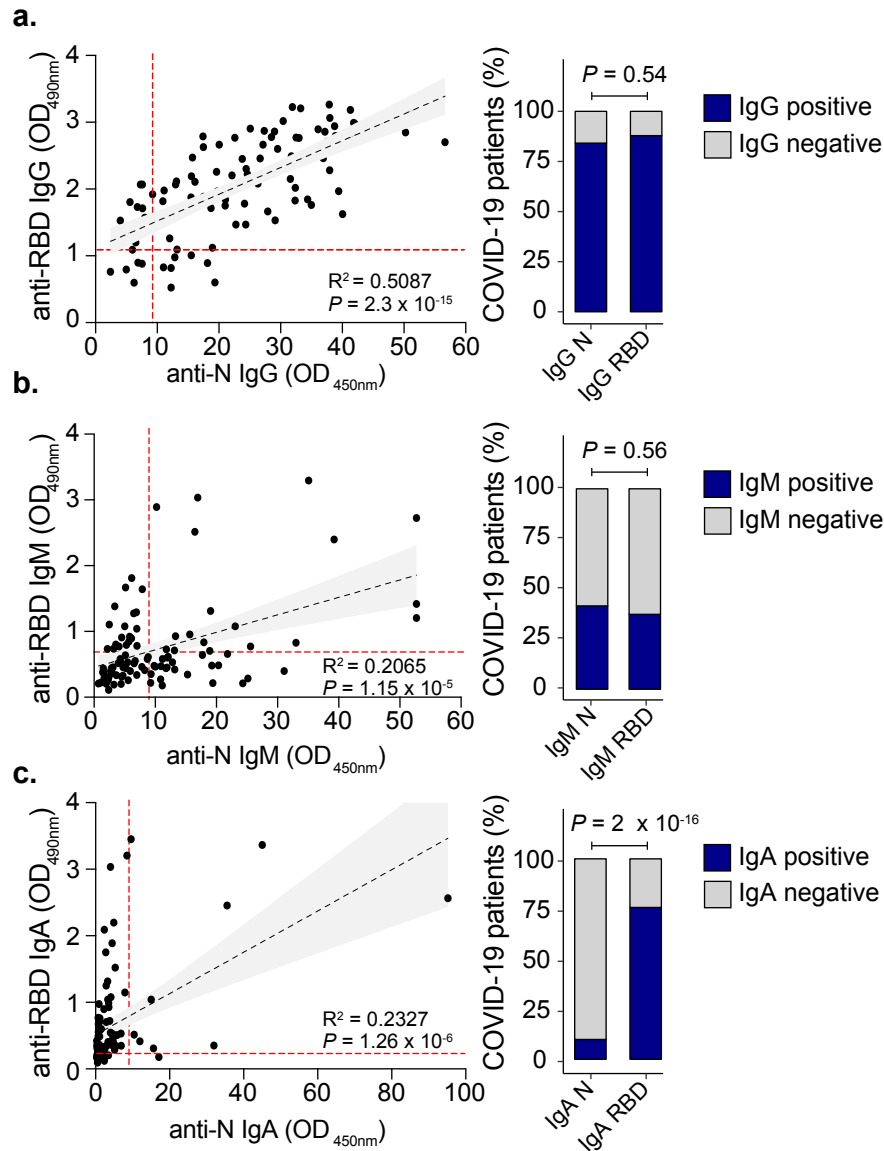 a.
anti-RBD IgG (OD490nm)
4
3
2
1
0
0 10 20 30 40 50 60
anti-N IgG (OD450nm)
R2 = 0.5087
P = 2.3 x 10-15
COVID-19 patients (%)
100
75
50
25
0
P = 0.54
IgG N
IgG RBD
IgG positive
IgG negative
b.
anti-RBD IgM (OD490nm)
4
3
2
1
0
0 10 20 30 40 50 60
anti-N IgM (OD450nm)
R2 = 0.2065
P = 1.15 x 10-5
COVID-19 patients (%)
100
75
50
25
0
P = 0.56
IgM N
IgM RBD
IgM positive
IgM negative
c.
anti-RBD IgA (OD490nm)
4
3
2
1
0
0 20 40 60 80 100
anti-N IgA (OD450nm)
R2 = 0.2327
P = 1.26 x 10-6
COVID-19 patients (%)
100
75
50
25
0
P = 2 x 10-16
IgA N
IgA RBD
IgA positive
IgA negative